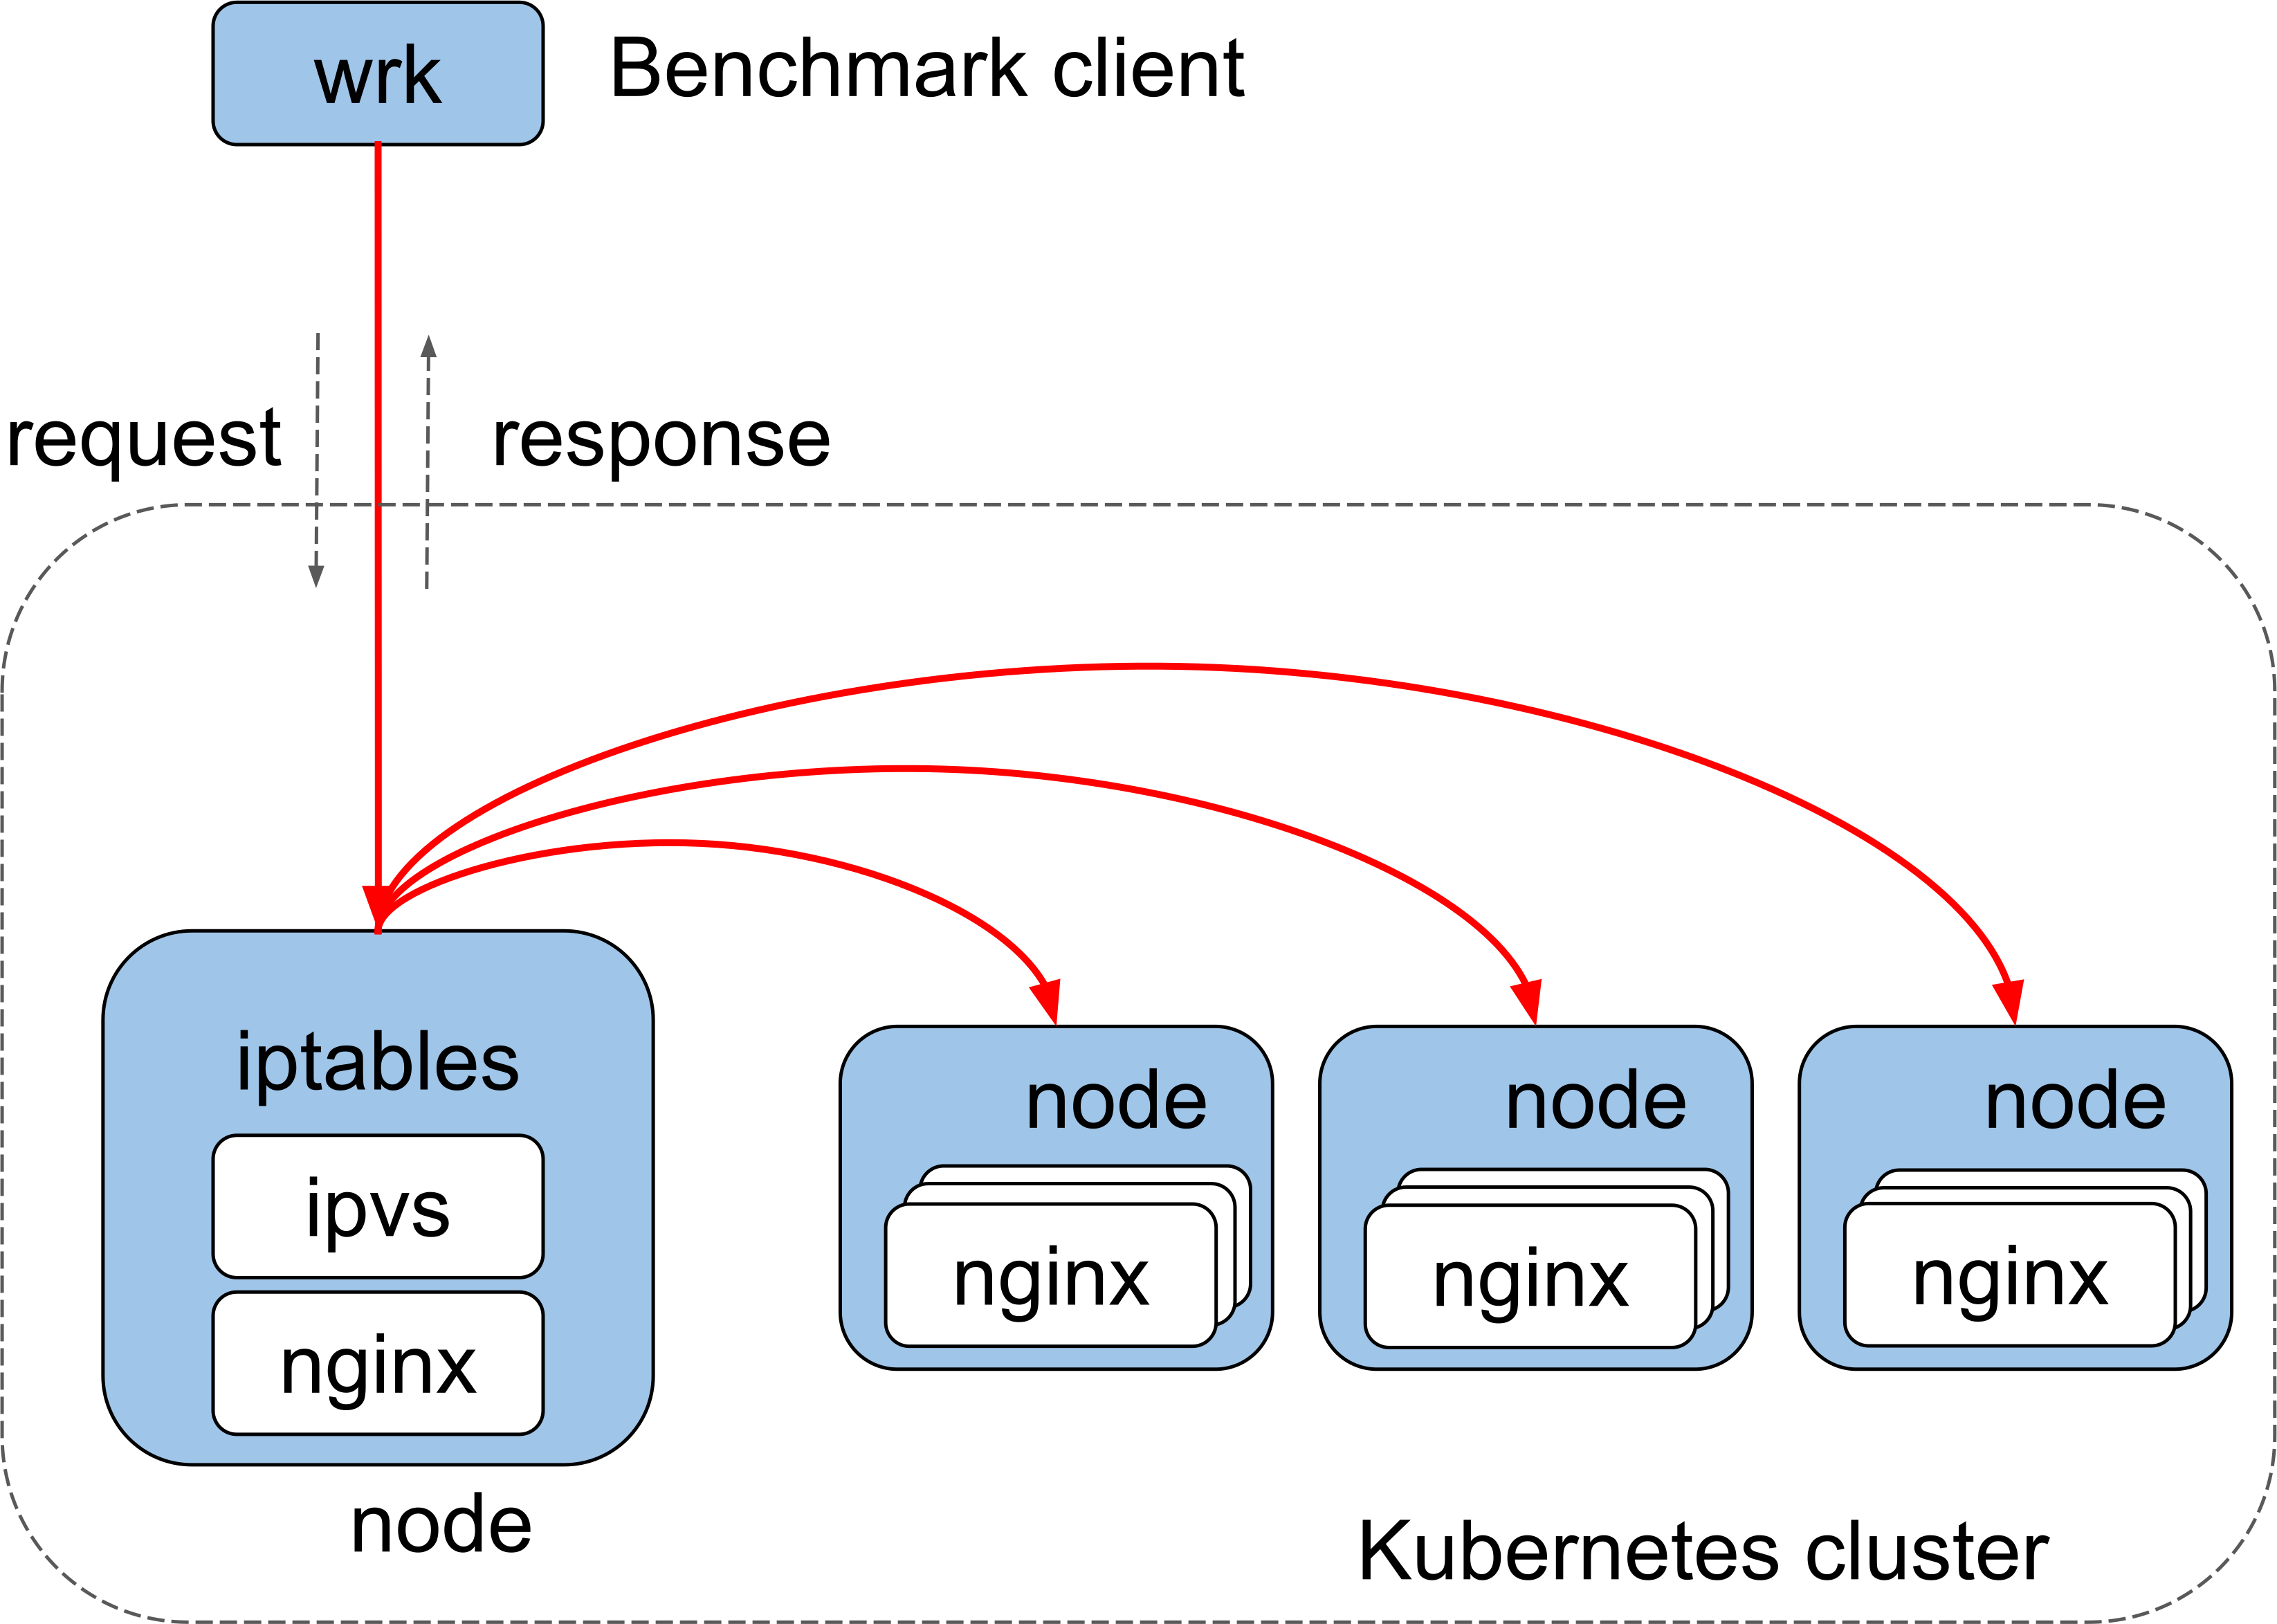 wrk
Benchmark client
request
response
iptables
ipvs
nginx
node
node
nginx
node
nginx
node
nginx
Kubernetes cluster